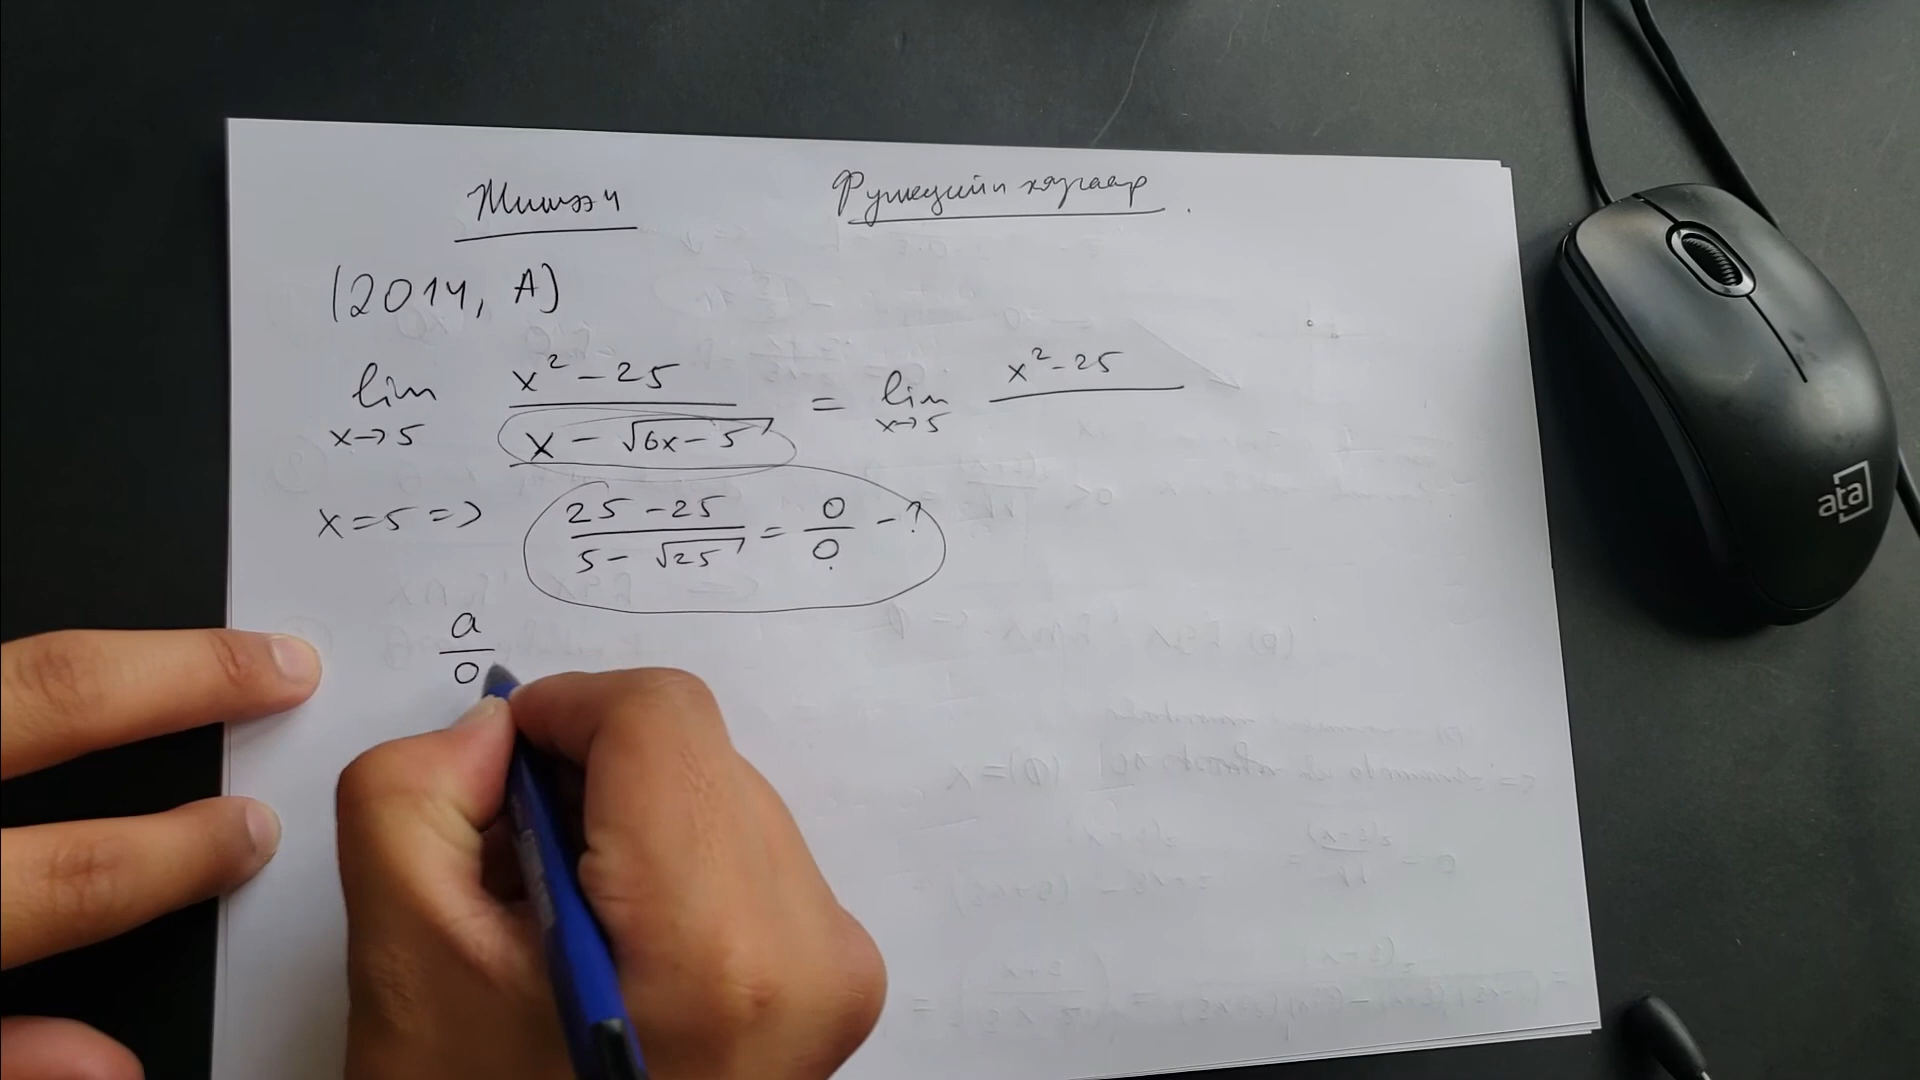 Жишээ 4
Функцийн хязгаар.
(2014, A)
lim x→5 (x² - 25)/(x - √(6x - 5)) = lim x→5 (x² - 25)/
x = 5 => (25 - 25)/(5 - √25) = 0/0 - ?
a/0
ata